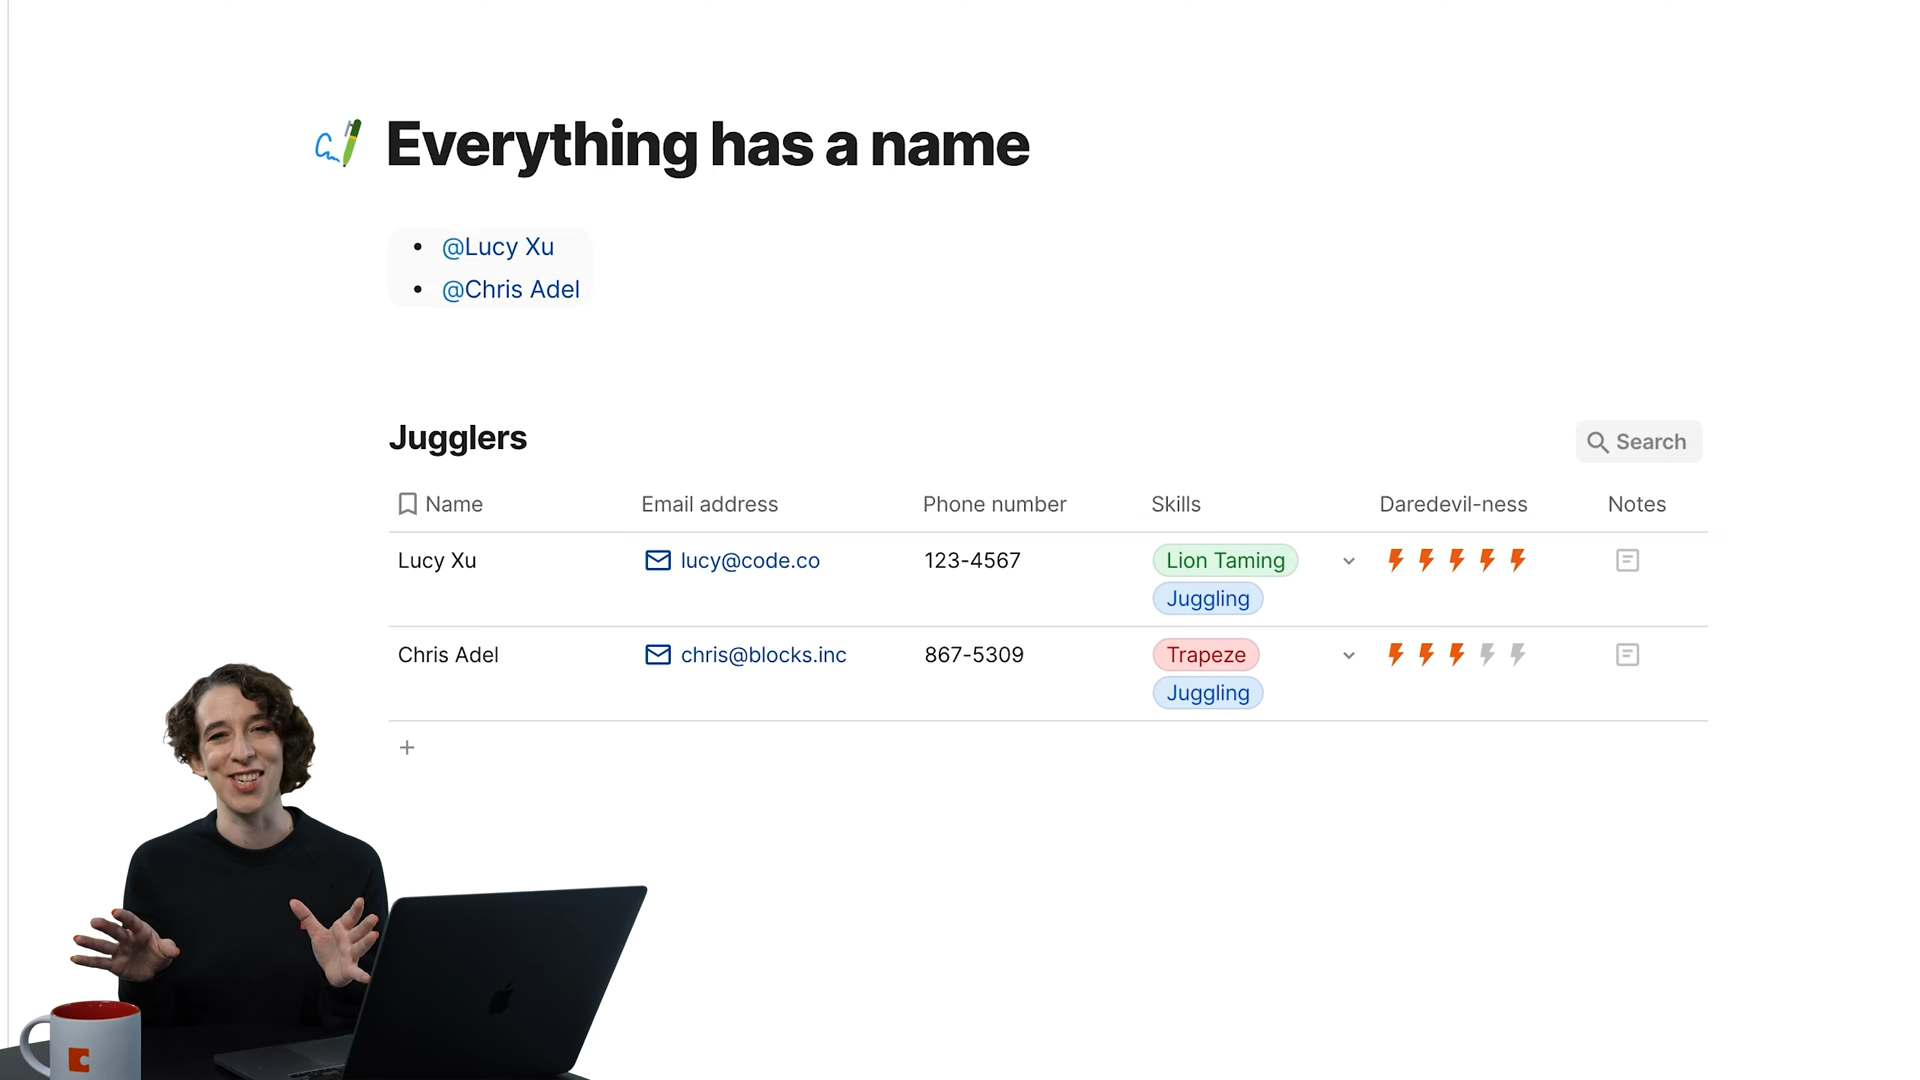 Everything has a name
@Lucy Xu
@Chris Adel
Jugglers
Search
Name Email address Phone number Skills Daredevil-ness Notes
Lucy Xu lucy@code.co 123-4567 Lion Taming
Juggling
Chris Adel chris@blocks.inc 867-5309 Trapeze
Juggling